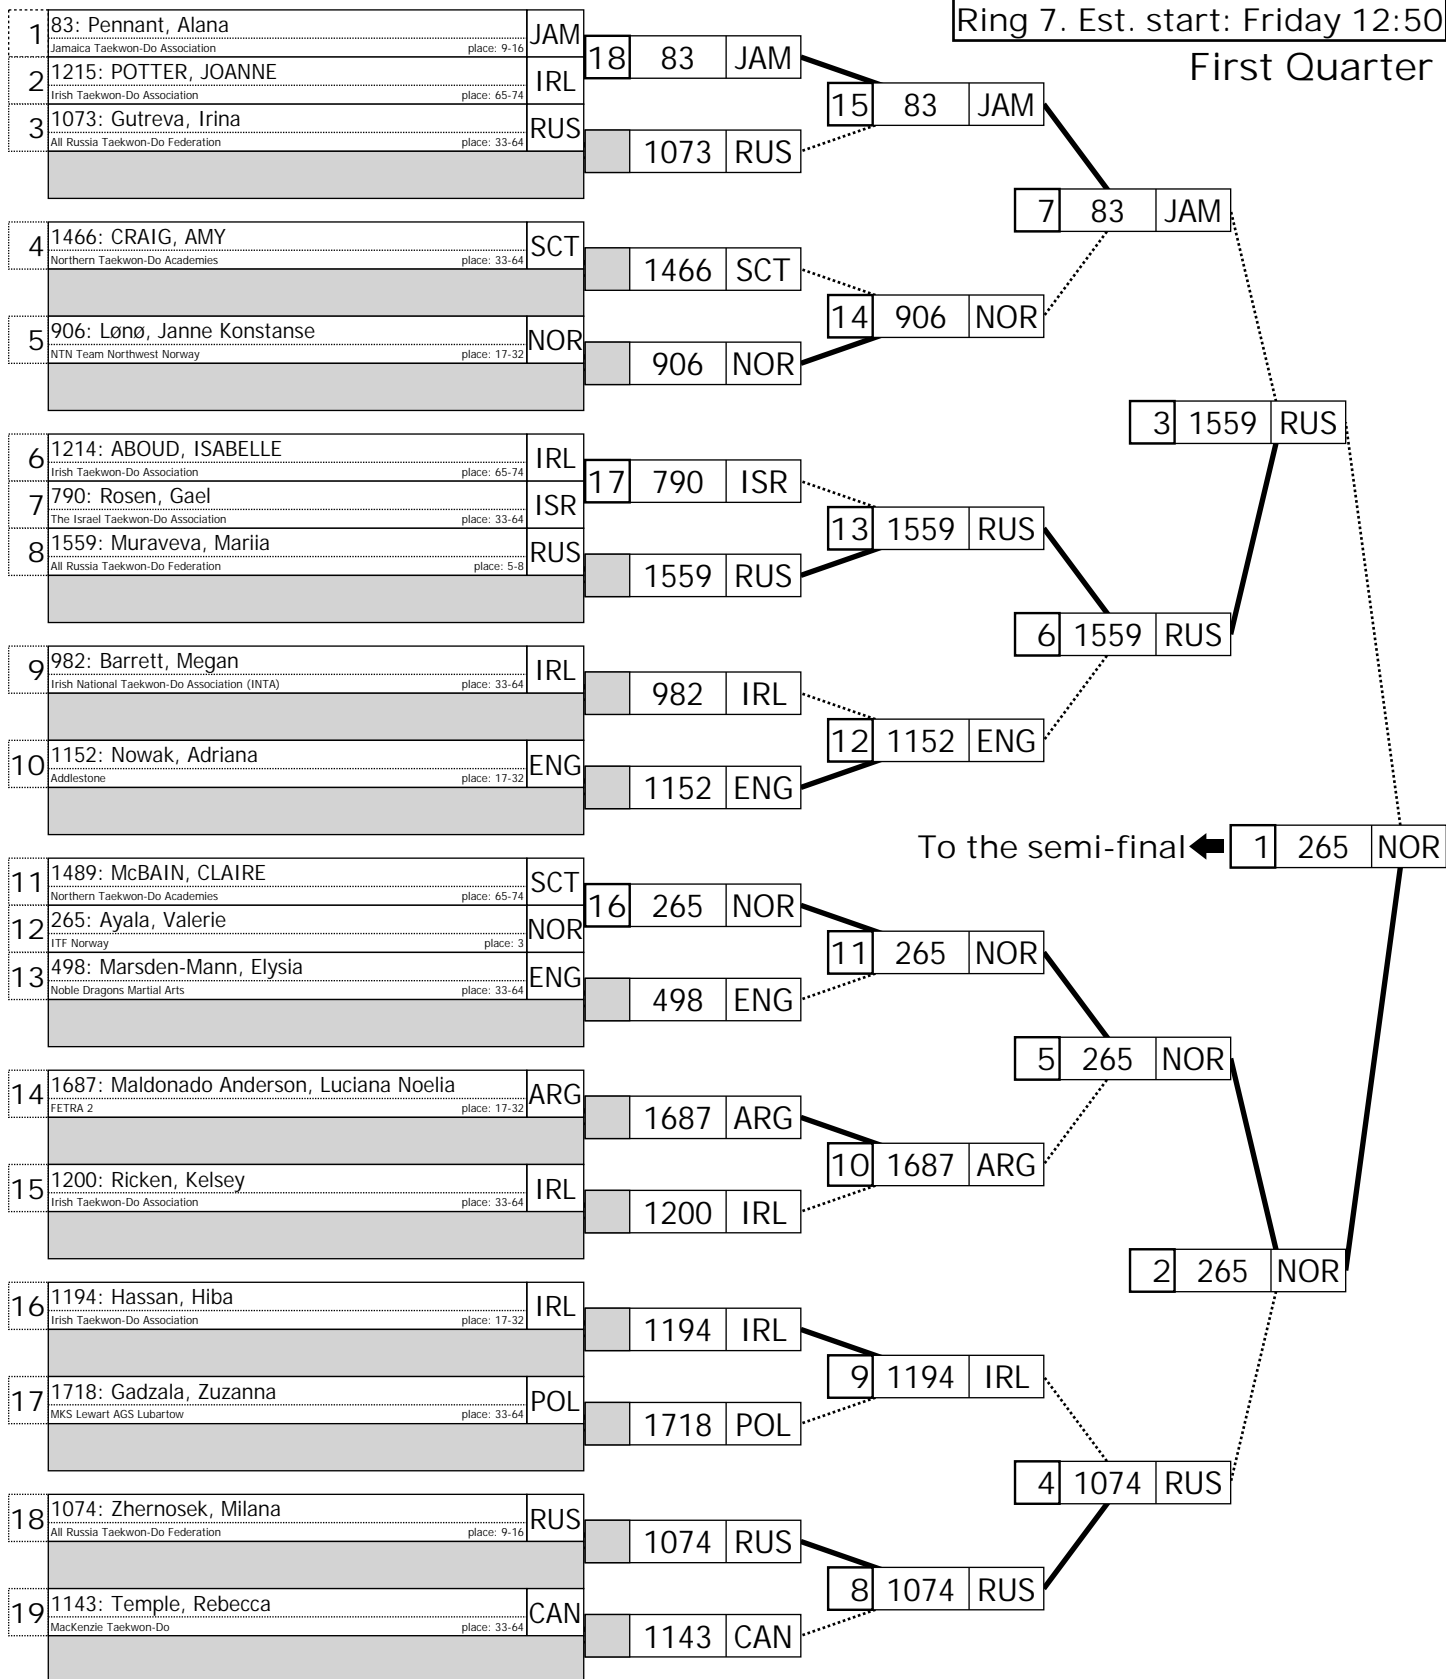 Ring 7. Est. start: Friday 12:50
First Quarter
1 83: Pennant, Alana JAM
Jamaica Taekwon-Do Association place: 9-16
2 1215: POTTER, JOANNE IRL
Irish Taekwon-Do Association place: 65-74
3 1073: Gutreva, Irina RUS
All Russia Taekwon-Do Federation place: 33-64
4 1466: CRAIG, AMY SCT
Northern Taekwon-Do Academies place: 33-64
5 906: Lønø, Janne Konstanse NOR
NTN Team Northwest Norway place: 17-32
6 1214: ABOUD, ISABELLE IRL
Irish Taekwon-Do Association place: 65-74
7 790: Rosen, Gael ISR
The Israel Taekwon-Do Association place: 33-64
8 1559: Muraveva, Mariia RUS
All Russia Taekwon-Do Federation place: 5-8
9 982: Barrett, Megan IRL
Irish National Taekwon-Do Association (INTA) place: 33-64
10 1152: Nowak, Adriana ENG
Addlestone place: 17-32
11 1489: McBAIN, CLAIRE SCT
Northern Taekwon-Do Academies place: 65-74
12 265: Ayala, Valerie NOR
ITF Norway place: 3
13 498: Marsden-Mann, Elysia ENG
Noble Dragons Martial Arts place: 33-64
14 1687: Maldonado Anderson, Luciana Noelia ARG
FETRA 2 place: 17-32
15 1200: Ricken, Kelsey IRL
Irish Taekwon-Do Association place: 33-64
16 1194: Hassan, Hiba IRL
Irish Taekwon-Do Association place: 17-32
17 1718: Gadzala, Zuzanna POL
MKS Lewart AGS Lubartow place: 33-64
18 1074: Zhernosek, Milana RUS
All Russia Taekwon-Do Federation place: 9-16
19 1143: Temple, Rebecca CAN
MacKenzie Taekwon-Do place: 33-64
18 83 JAM
1073 RUS
1466 SCT
906 NOR
17 790 ISR
1559 RUS
982 IRL
1152 ENG
16 265 NOR
498 ENG
1687 ARG
1200 IRL
1194 IRL
1718 POL
1074 RUS
1143 CAN
15 83 JAM
14 906 NOR
13 1559 RUS
12 1152 ENG
11 265 NOR
10 1687 ARG
9 1194 IRL
8 1074 RUS
7 83 JAM
6 1559 RUS
5 265 NOR
4 1074 RUS
3 1559 RUS
2 265 NOR
To the semi-final 1 265 NOR